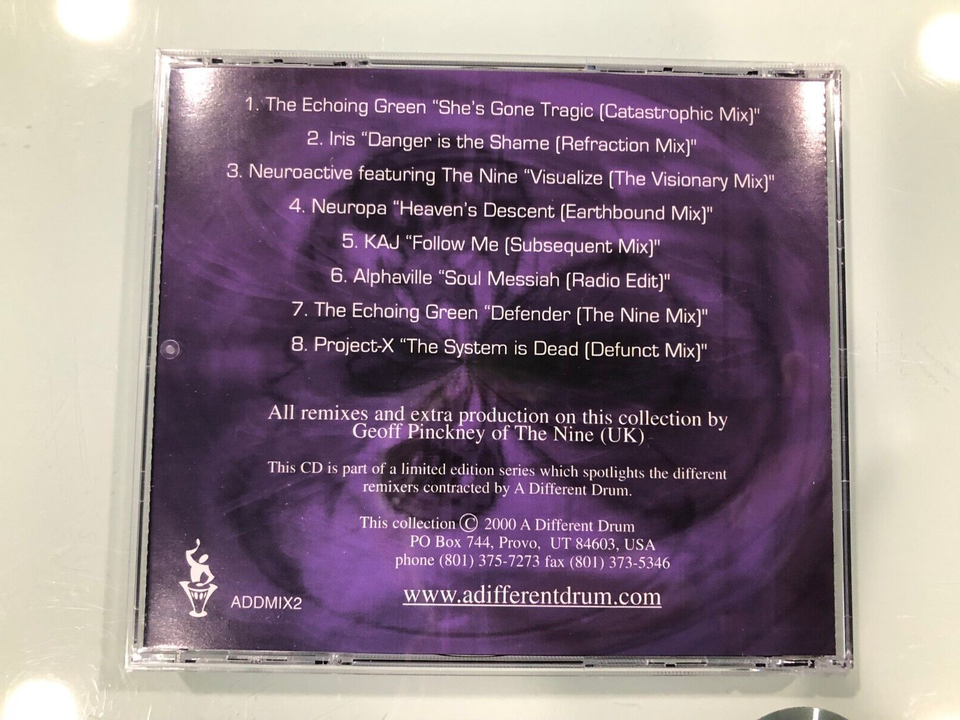 1. The Echoing Green “She's Gone Tragic (Catastrophic Mix)"
2. Iris “Danger is the Shame (Refraction Mix)"
3. Neuroactive featuring The Nine “Visualize (The Visionary Mix)"
4. Neuropa “Heaven's Descent (Earthbound Mix)"
5. KAJ “Follow Me (Subsequent Mix)"
6. Alphaville “Soul Messiah (Radio Edit)"
7. The Echoing Green “Defender (The Nine Mix)"
8. Project-X “The System is Dead (Defunct Mix)"
All remixes and extra production on this collection by
Geoff Pinckney of The Nine (UK)
This CD is part of a limited edition series which spotlights the different
remixers contracted by A Different Drum.
This collection © 2000 A Different Drum
PO Box 744, Provo, UT 84603, USA
phone (801) 375-7273 fax (801) 373-5346
www.adifferentdrum.com
ADDMIX2